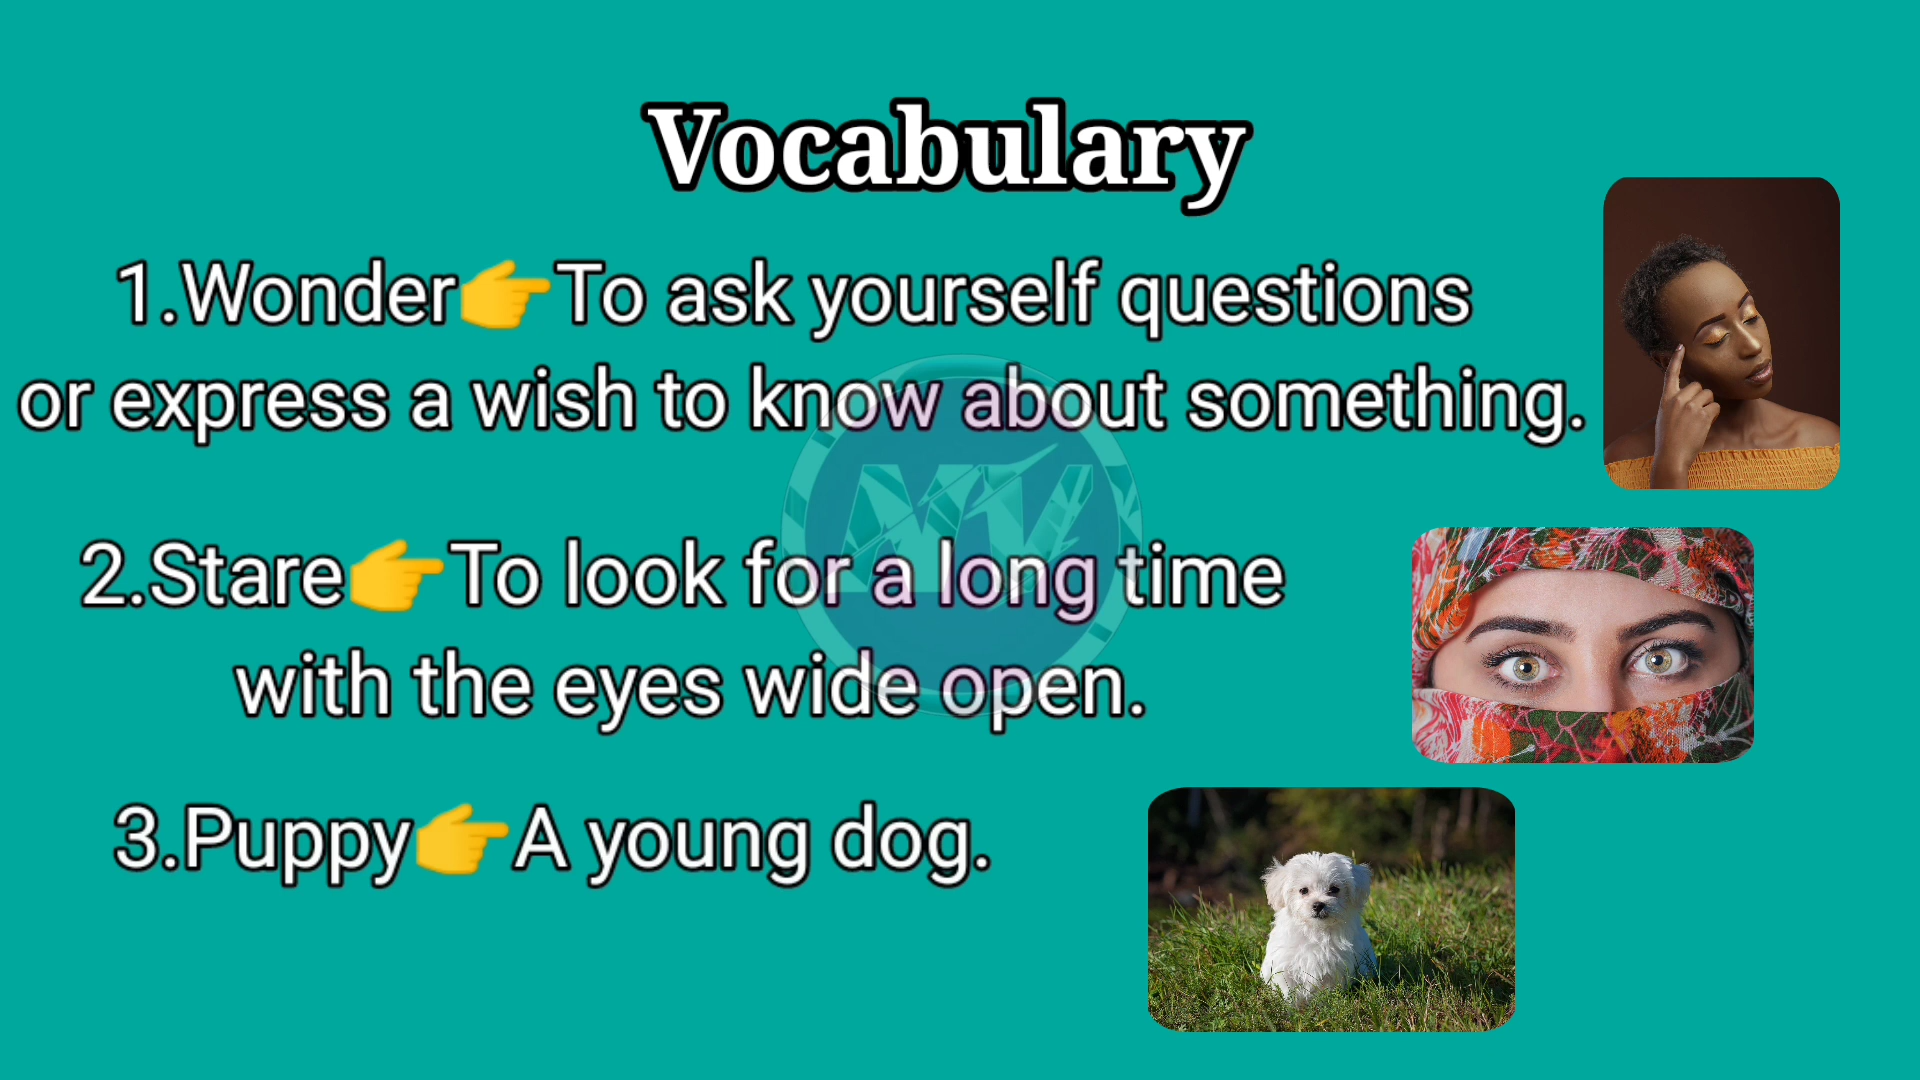 Vocabulary
1.Wonder👉To ask yourself questions
or express a wish to know about something.
2.Stare👉To look for a long time
with the eyes wide open.
3.Puppy👉A young dog.